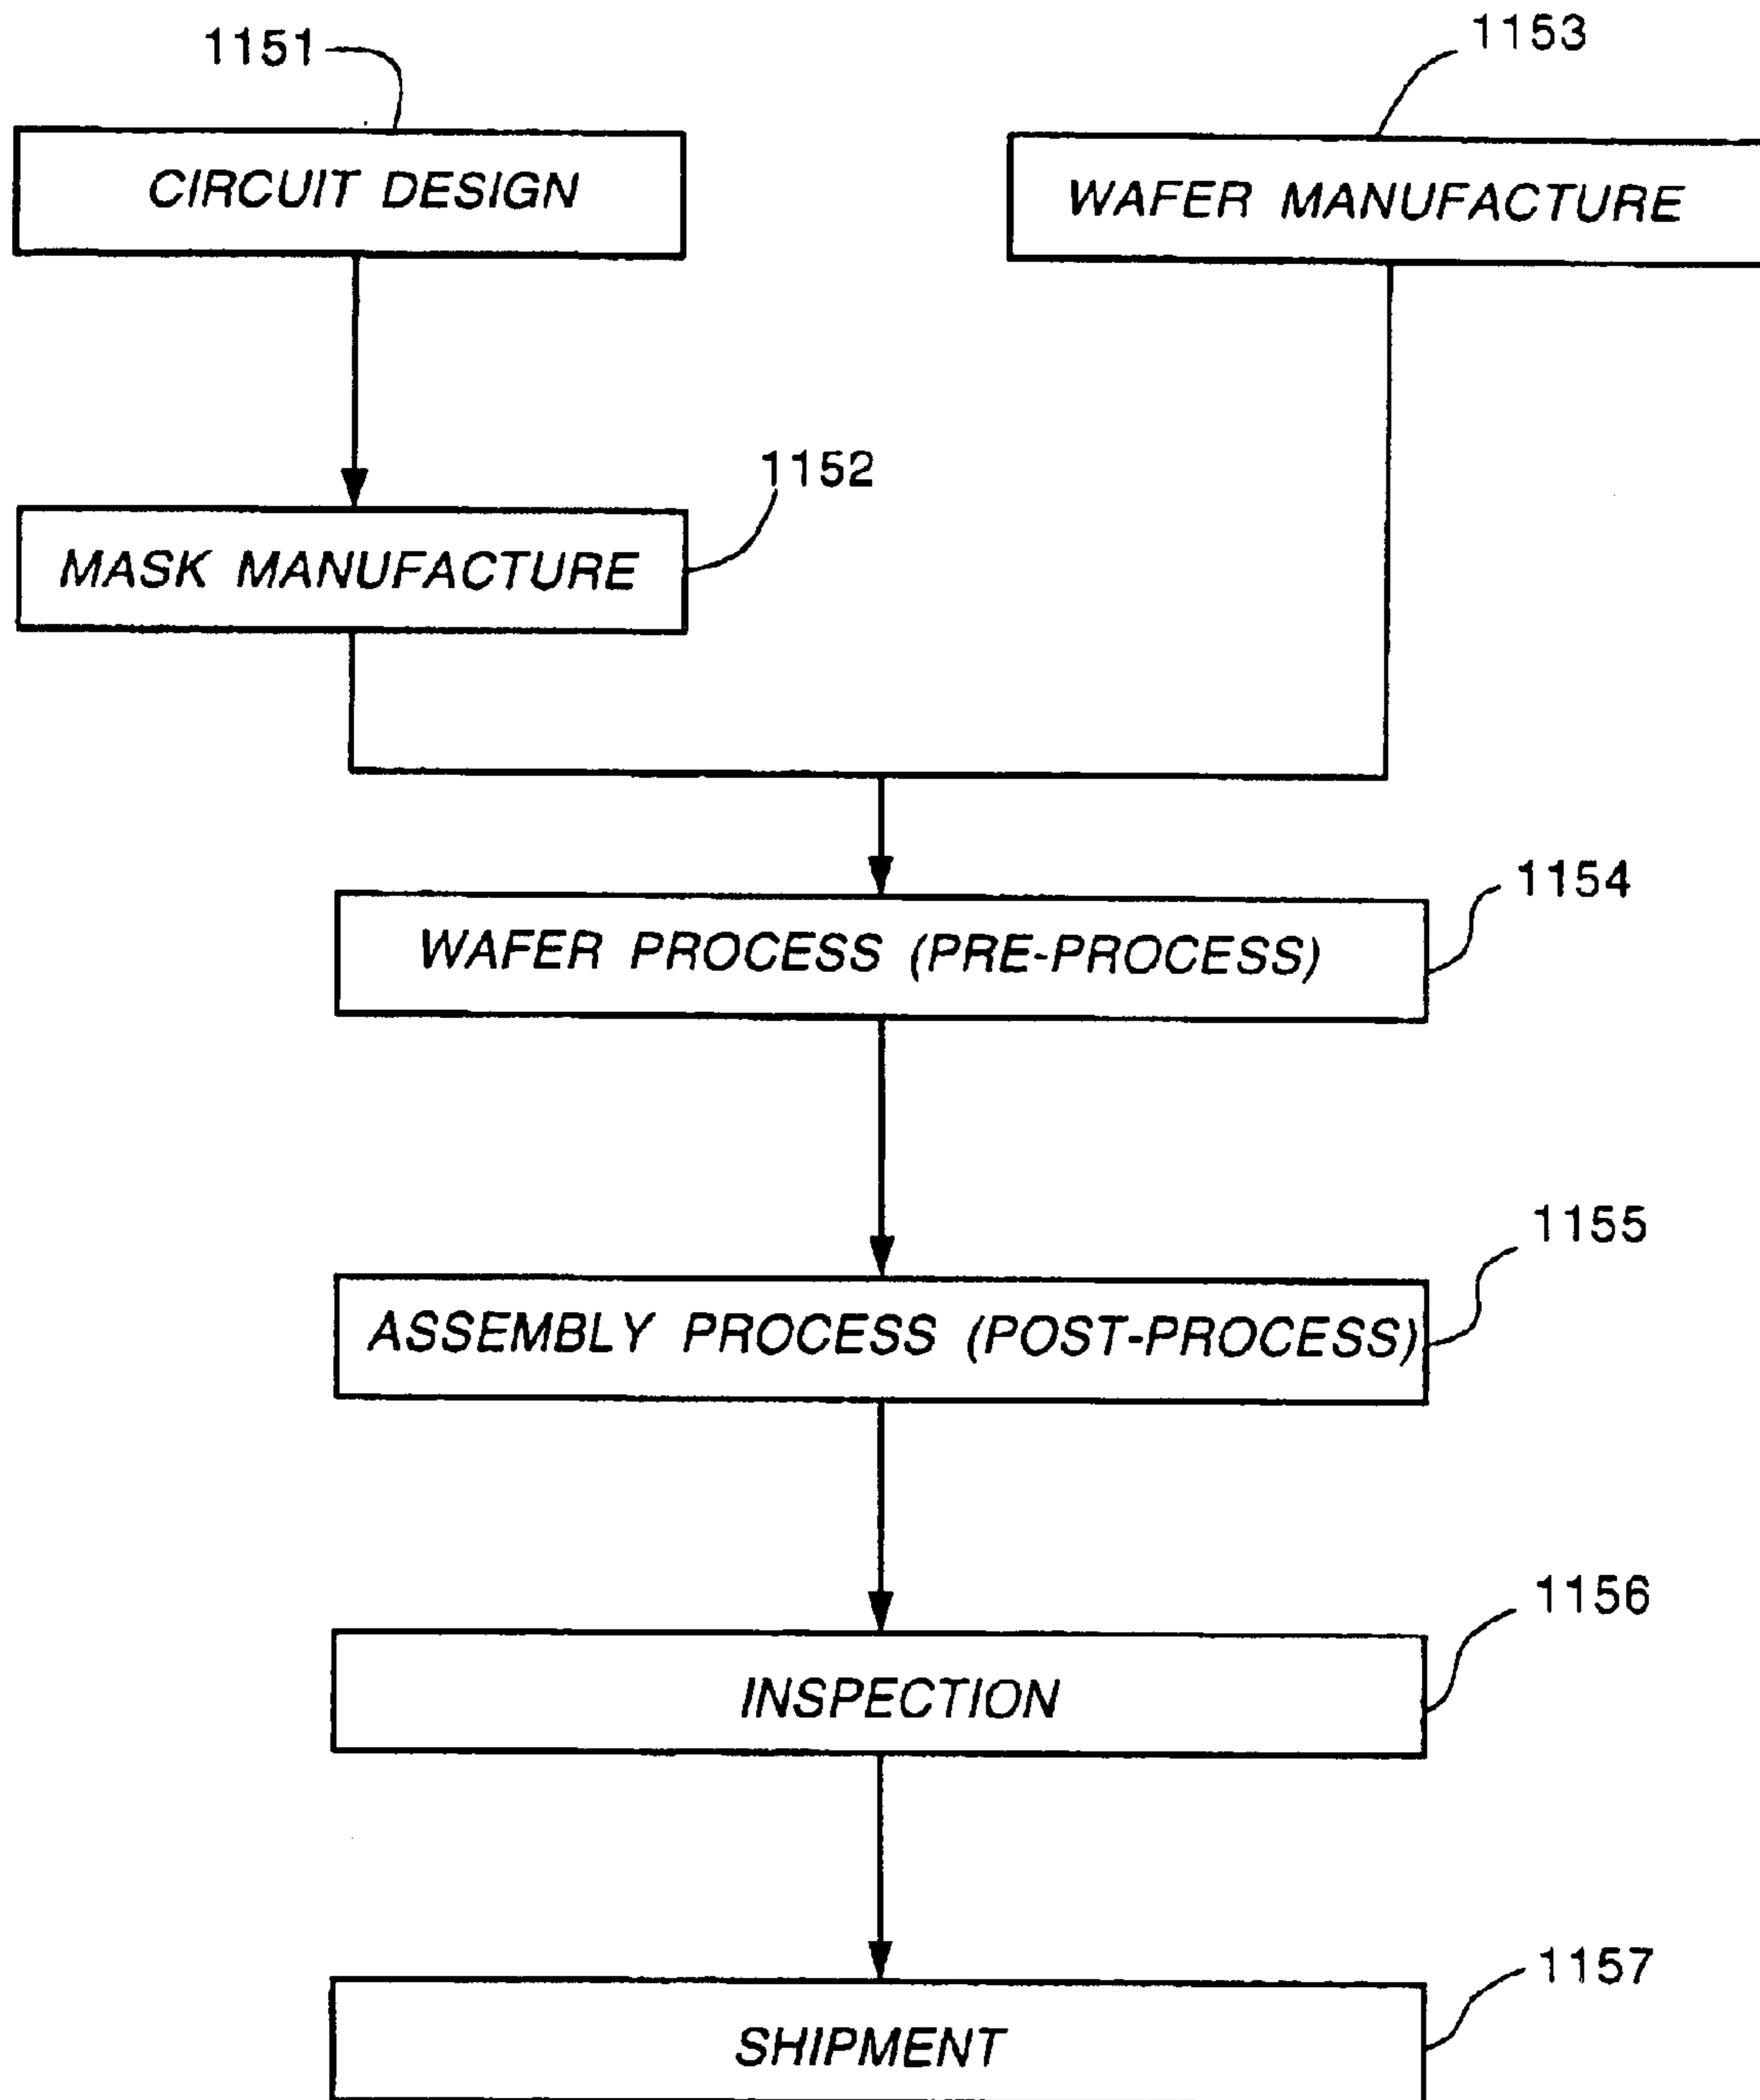 1151
1153
CIRCUIT DESIGN
WAFER MANUFACTURE
1152
MASK MANUFACTURE
1154
WAFER PROCESS (PRE-PROCESS)
1155
ASSEMBLY PROCESS (POST-PROCESS)
1156
INSPECTION
1157
SHIPMENT